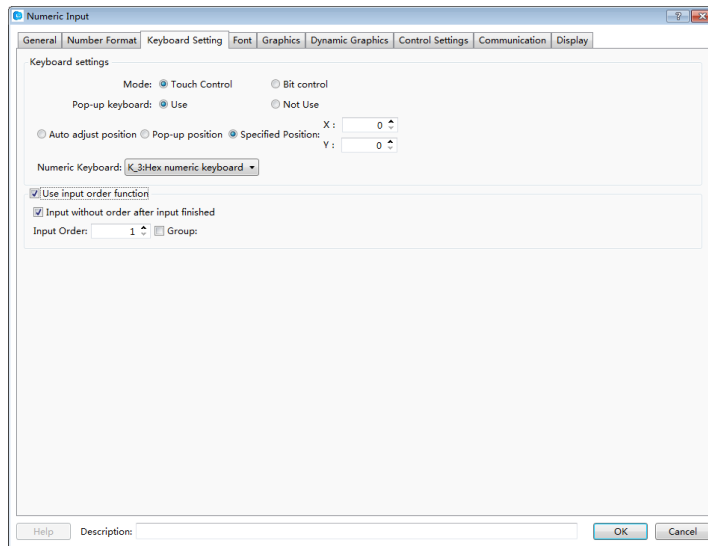 Numeric Input
General Number Format Keyboard Setting Font Graphics Dynamic Graphics Control Settings Communication Display
Keyboard settings
Mode: Touch Control Bit control
Pop-up keyboard: Use Not Use
Auto adjust position Pop-up position Specified Position: X : 0
Y : 0
Numeric Keyboard: K_3:Hex numeric keyboard
Use input order function
Input without order after input finished
Input Order: 1 Group:
Help Description: OK Cancel